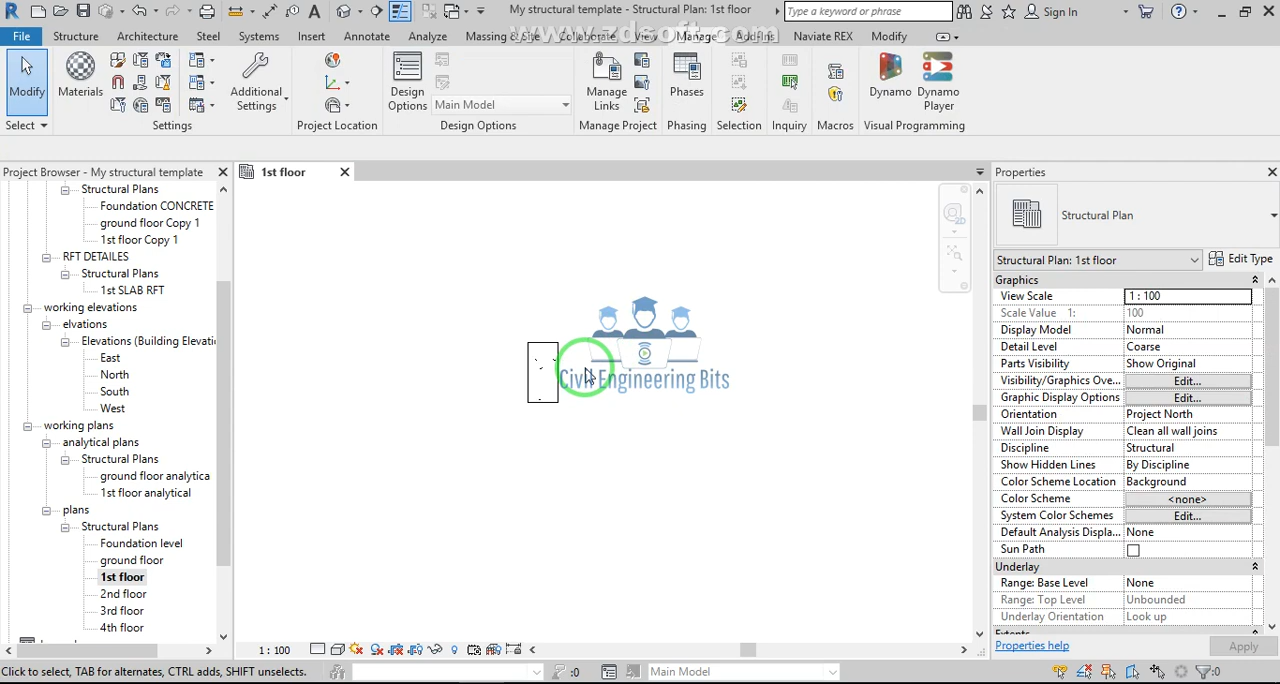 My structural template - Structural Plan: 1st floor
Type a keyword or phrase
Sign In
www.zdsoft.com
File
Structure
Architecture
Steel
Systems
Insert
Annotate
Analyze
Massing & Site
Collaborate
View
Manage
Add-Ins
Naviate REX
Modify
Modify
Materials
Additional
Settings
Design
Options
Main Model
Manage
Links
Phases
Dynamo
Dynamo
Player
Select
Settings
Project Location
Design Options
Manage Project
Phasing
Selection
Inquiry
Macros
Visual Programming
Project Browser - My structural template
1st floor
Properties
Structural Plans
Foundation CONCRETE
ground floor Copy 1
1st floor Copy 1
RFT DETAILES
Structural Plans
1st SLAB RFT
working elevations
elvations
Elevations (Building Elevati
East
North
South
West
working plans
analytical plans
Structural Plans
ground floor analytica
1st floor analytical
plans
Structural Plans
Foundation level
ground floor
1st floor
2nd floor
3rd floor
4th floor
2D
Civil Engineering Bits
Structural Plan
Structural Plan: 1st floor
Edit Type
Graphics
View Scale 1 : 100
Scale Value 1: 100
Display Model Normal
Detail Level Coarse
Parts Visibility Show Original
Visibility/Graphics Ove... Edit...
Graphic Display Options Edit...
Orientation Project North
Wall Join Display Clean all wall joins
Discipline Structural
Show Hidden Lines By Discipline
Color Scheme Location Background
Color Scheme <none>
System Color Schemes Edit...
Default Analysis Displa... None
Sun Path
Underlay
Range: Base Level None
Range: Top Level Unbounded
Underlay Orientation Look up
Properties help
Apply
1 : 100
Click to select, TAB for alternates, CTRL adds, SHIFT unselects.
:0
Main Model
:0